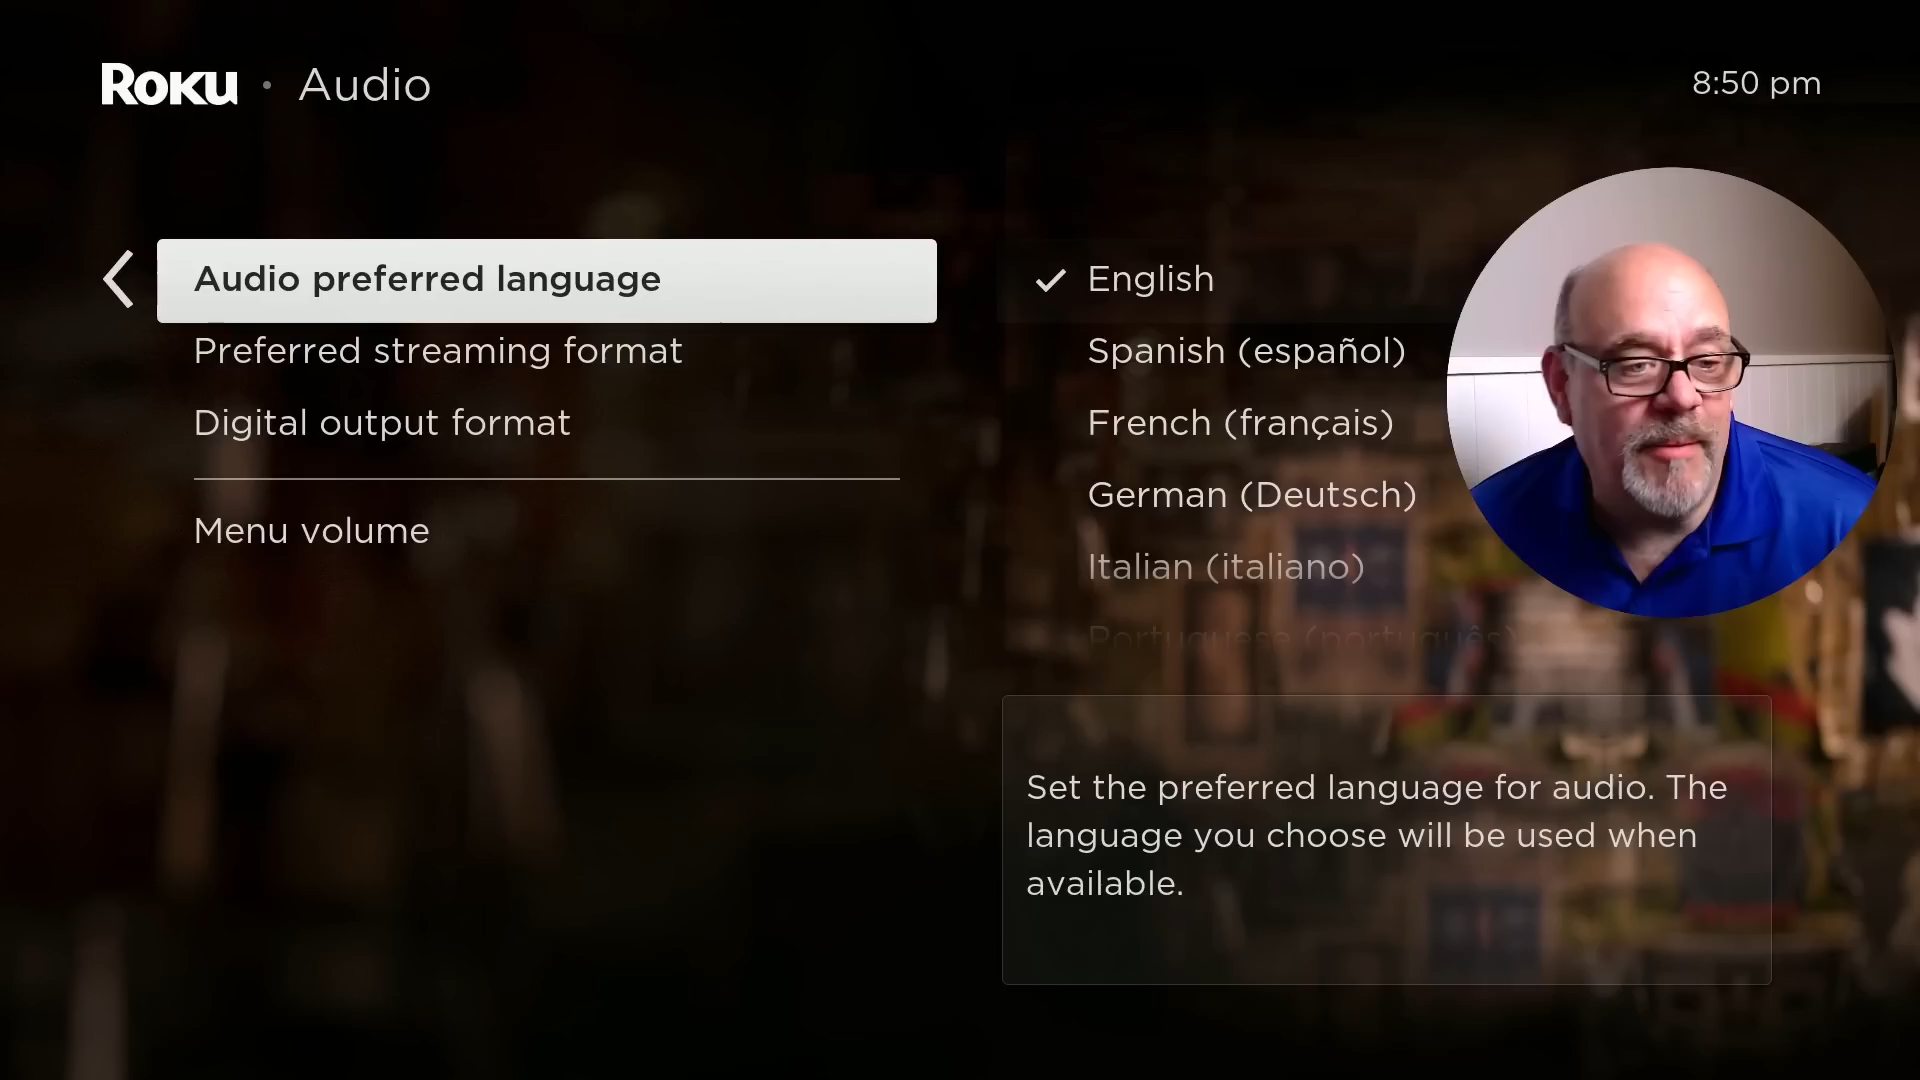 ROKU • Audio
8:50 pm
Audio preferred language
Preferred streaming format
Digital output format
Menu volume
English
Spanish (español)
French (français)
German (Deutsch)
Italian (italiano)
Portuguese (português)
Set the preferred language for audio. The
language you choose will be used when
available.